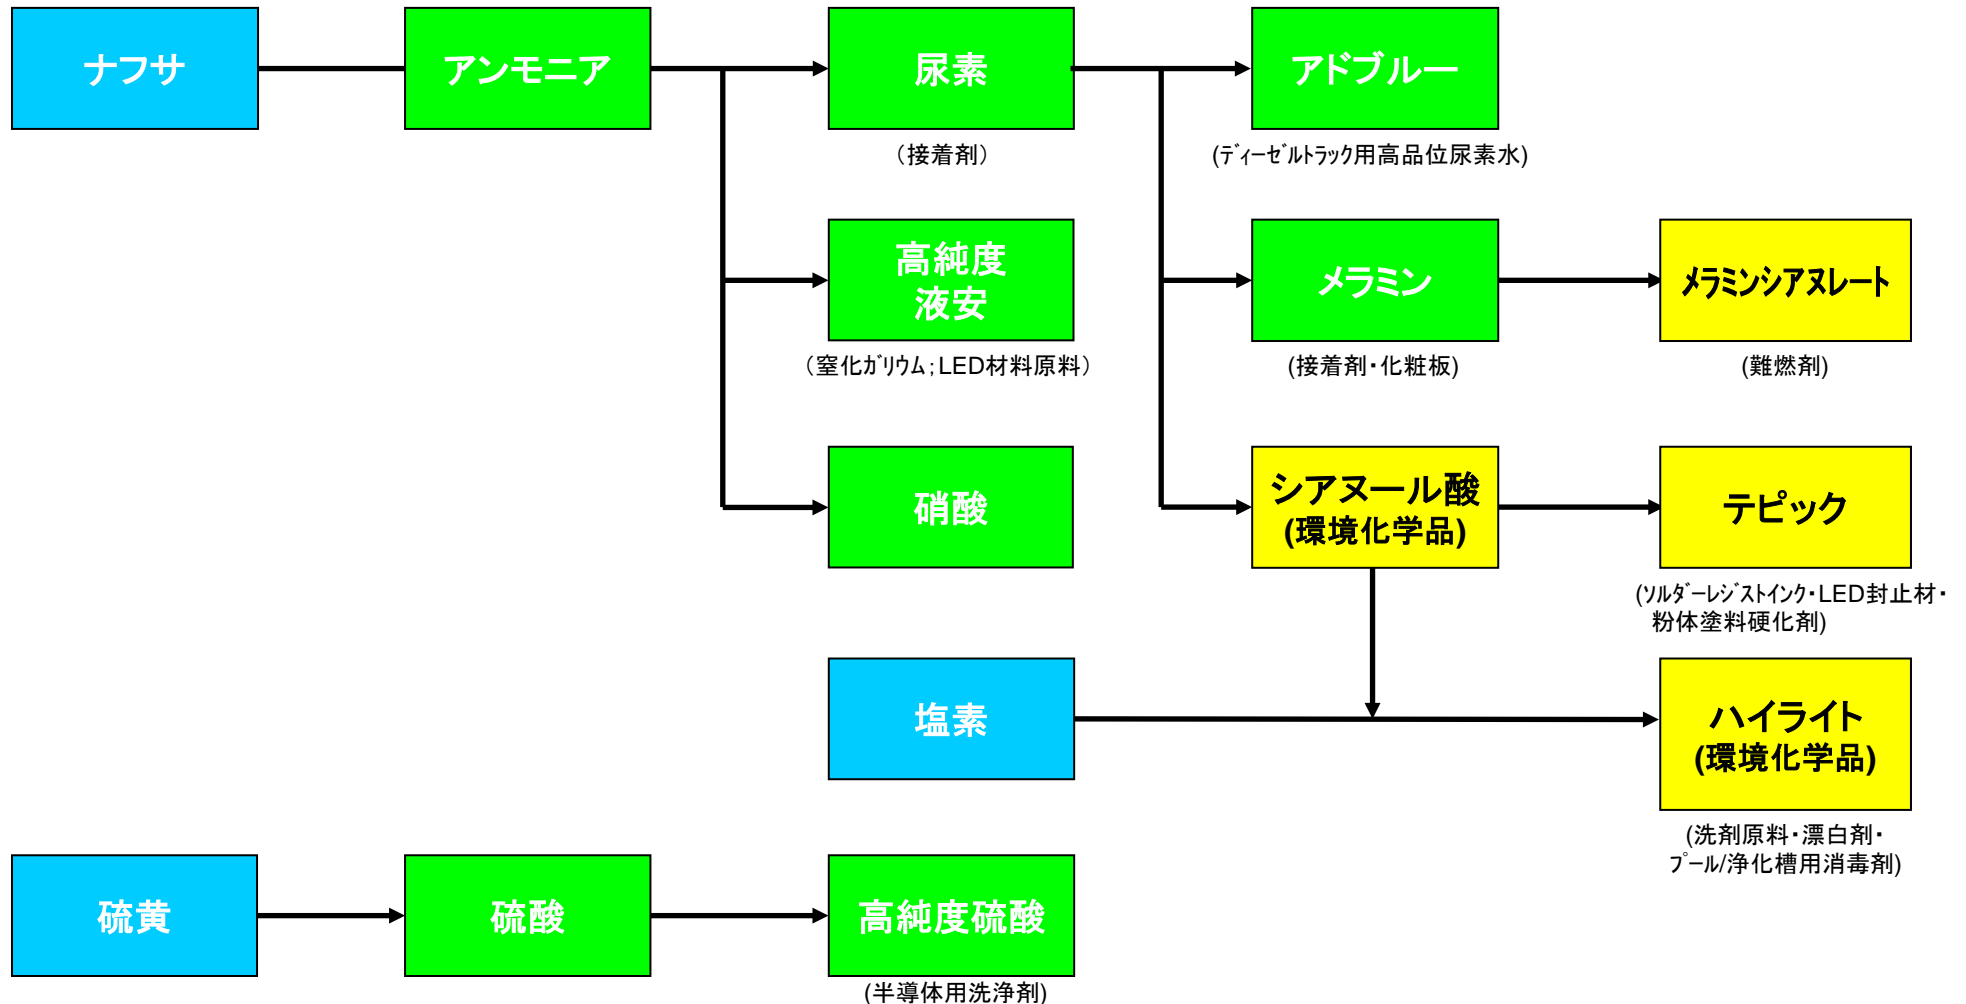 ナフサ
アンモニア
尿素
アドブルー
（接着剤）
(ﾃﾞｨｰｾﾞﾙﾄﾗｯｸ用高品位尿素水)
高純度
液安
メラミン
ﾒﾗﾐﾝｼｱﾇﾚｰﾄ
（窒化ｶﾞﾘｳﾑ；LED材料原料）
(接着剤・化粧板)
(難燃剤)
硝酸
シアヌール酸
(環境化学品)
テピック
(ｿﾙﾀﾞｰﾚｼﾞｽﾄｲﾝｸ・LED封止材・
粉体塗料硬化剤)
塩素
ハイライト
(環境化学品)
(洗剤原料・漂白剤・
ﾌﾟｰﾙ/浄化槽用消毒剤)
硫黄
硫酸
高純度硫酸
(半導体用洗浄剤)